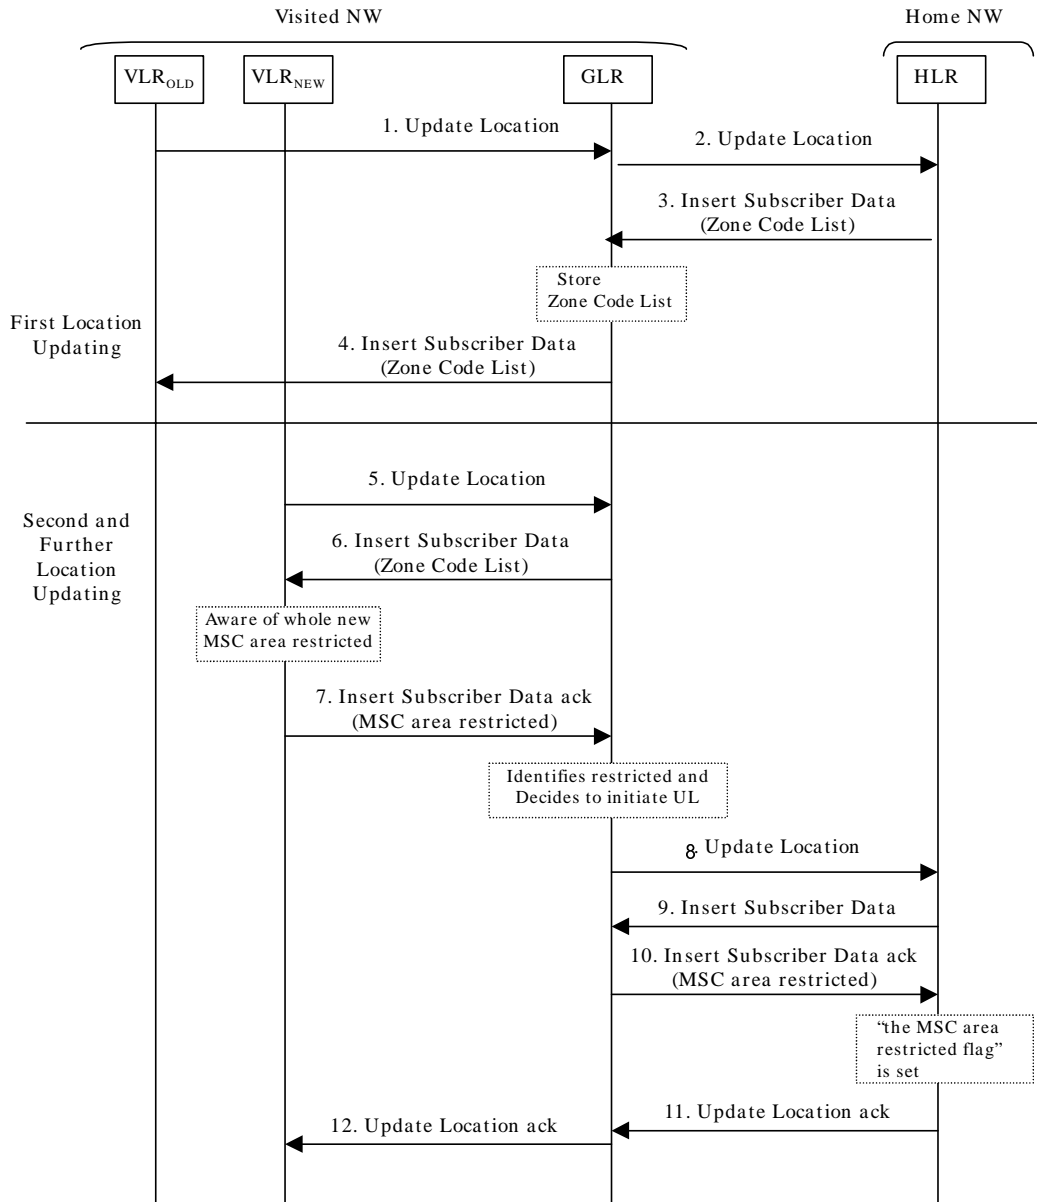 Visited NW
Home NW
VLR_OLD
VLR_NEW
GLR
HLR
1. Update Location
2. Update Location
3. Insert Subscriber Data
(Zone Code List)
Store
Zone Code List
First Location
Updating
4. Insert Subscriber Data
(Zone Code List)
5. Update Location
Second and
Further
Location
Updating
6. Insert Subscriber Data
(Zone Code List)
Aware of whole new
MSC area restricted
7. Insert Subscriber Data ack
(MSC area restricted)
Identifies restricted and
Decides to initiate UL
8. Update Location
9. Insert Subscriber Data
10. Insert Subscriber Data ack
(MSC area restricted)
“the MSC area
restricted flag”
is set
11. Update Location ack
12. Update Location ack